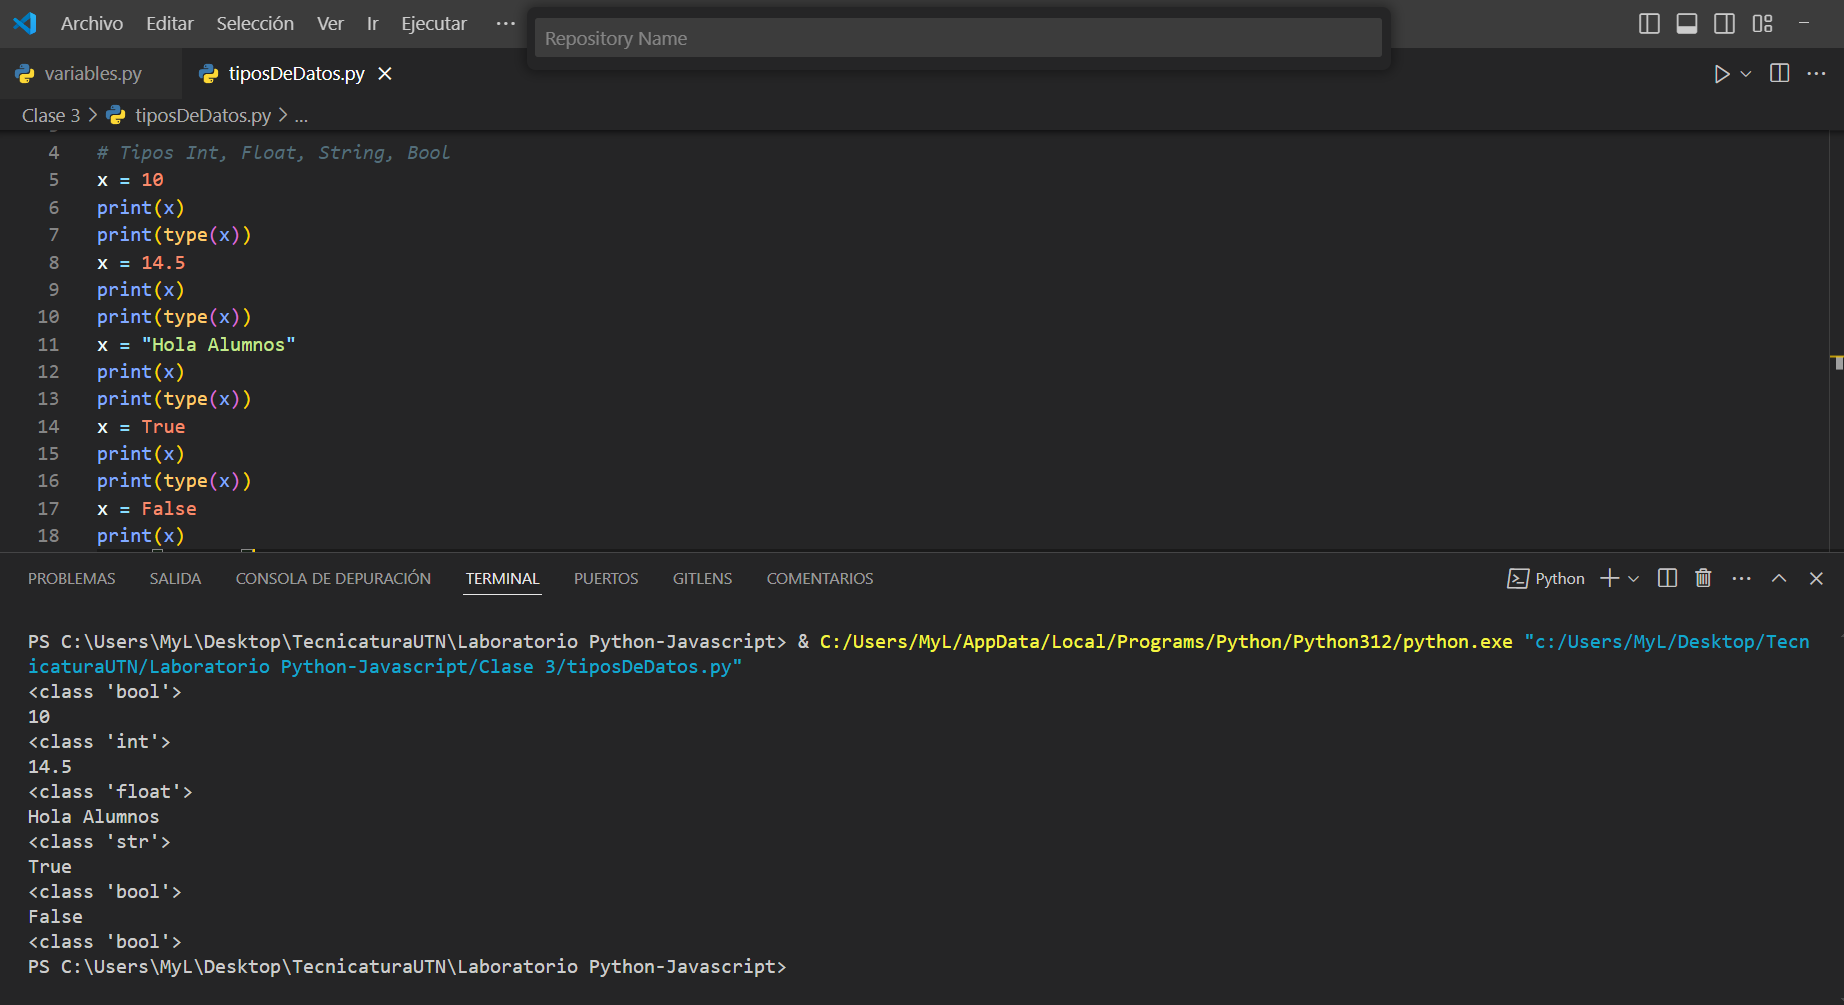 Archivo Editar Selección Ver Ir Ejecutar ···
Repository Name
variables.py tiposDeDatos.py
Clase 3 > tiposDeDatos.py > ...
4 # Tipos Int, Float, String, Bool
5 x = 10
6 print(x)
7 print(type(x))
8 x = 14.5
9 print(x)
10 print(type(x))
11 x = "Hola Alumnos"
12 print(x)
13 print(type(x))
14 x = True
15 print(x)
16 print(type(x))
17 x = False
18 print(x)
PROBLEMAS SALIDA CONSOLA DE DEPURACIÓN TERMINAL PUERTOS GITLENS COMENTARIOS Python
PS C:\Users\MyL\Desktop\TecnicaturaUTN\Laboratorio Python-Javascript> & C:/Users/MyL/AppData/Local/Programs/Python/Python312/python.exe "c:/Users/MyL/Desktop/Tecn
icaturaUTN/Laboratorio Python-Javascript/Clase 3/tiposDeDatos.py"
<class 'bool'>
10
<class 'int'>
14.5
<class 'float'>
Hola Alumnos
<class 'str'>
True
<class 'bool'>
False
<class 'bool'>
PS C:\Users\MyL\Desktop\TecnicaturaUTN\Laboratorio Python-Javascript>